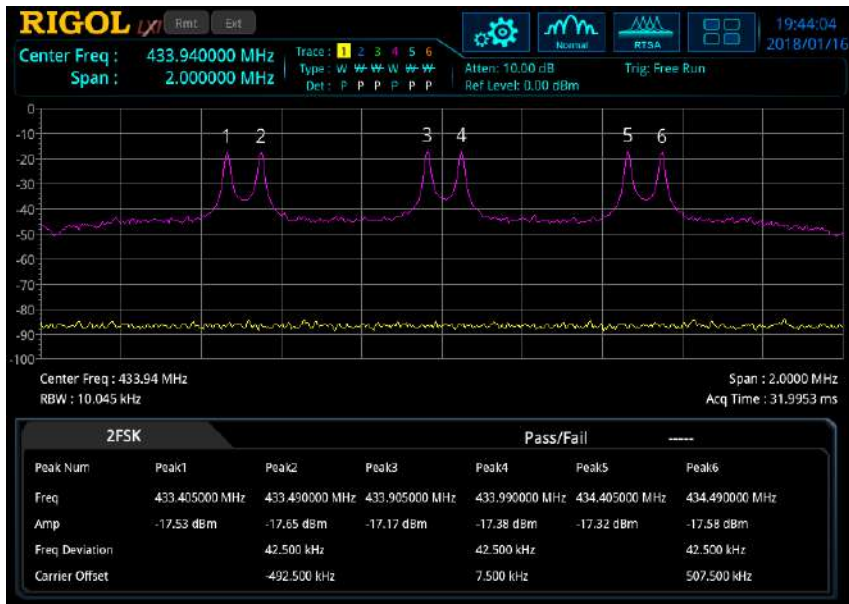 RIGOL LXI Rmt Ext
19:44:04
2018/01/16
Center Freq : 433.940000 MHz
Span : 2.000000 MHz
Trace : 1 2 3 4 5 6
Type : W W W W W W
Det : P P P P P P
Normal
RTSA
Atten: 10.00 dB Trig: Free Run
Ref Level: 0.00 dBm
0
-10
-20
-30
-40
-50
-60
-70
-80
-90
-100
1 2 3 4 5 6
Center Freq : 433.94 MHz Span : 2.0000 MHz
RBW : 10.045 kHz Acq Time : 31.9953 ms
2FSK Pass/Fail -----
Peak Num Peak1 Peak2 Peak3 Peak4 Peak5 Peak6
Freq 433.405000 MHz 433.490000 MHz 433.905000 MHz 433.990000 MHz 434.405000 MHz 434.490000 MHz
Amp -17.53 dBm -17.65 dBm -17.17 dBm -17.38 dBm -17.32 dBm -17.58 dBm
Freq Deviation 42.500 kHz 42.500 kHz 42.500 kHz
Carrier Offset -492.500 kHz 7.500 kHz 507.500 kHz